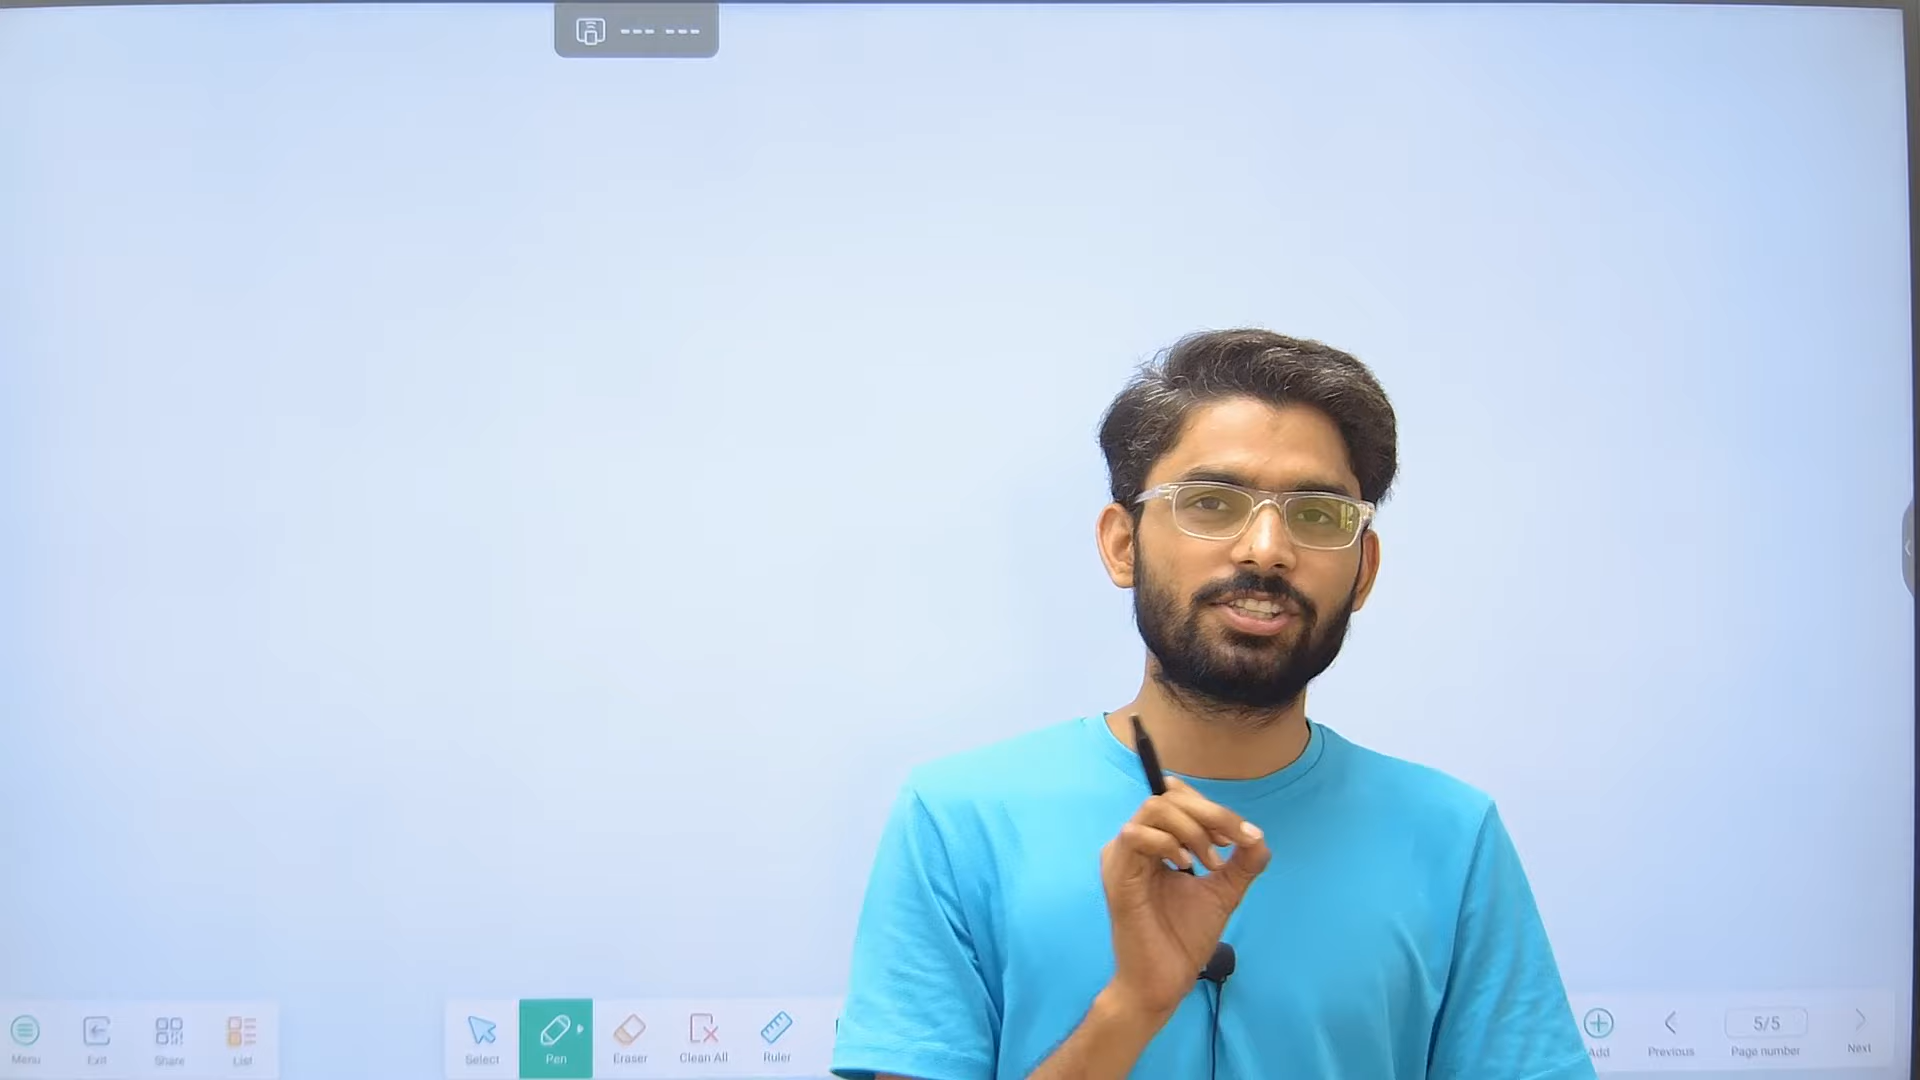 --- ---
Menu
Exit
Share
List
Select
Pen
Eraser
Clean All
Ruler
Add
Previous
5/5
Page number
Next